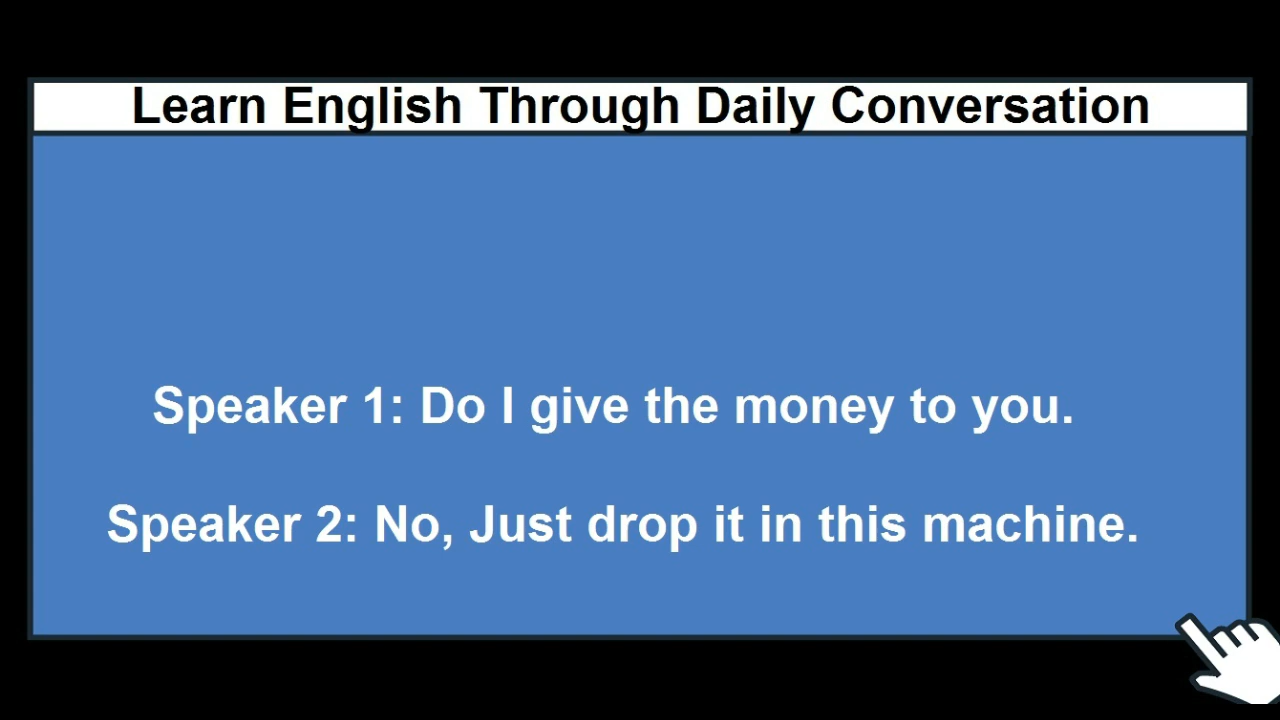 Learn English Through Daily Conversation
Speaker 1: Do I give the money to you.
Speaker 2: No, Just drop it in this machine.